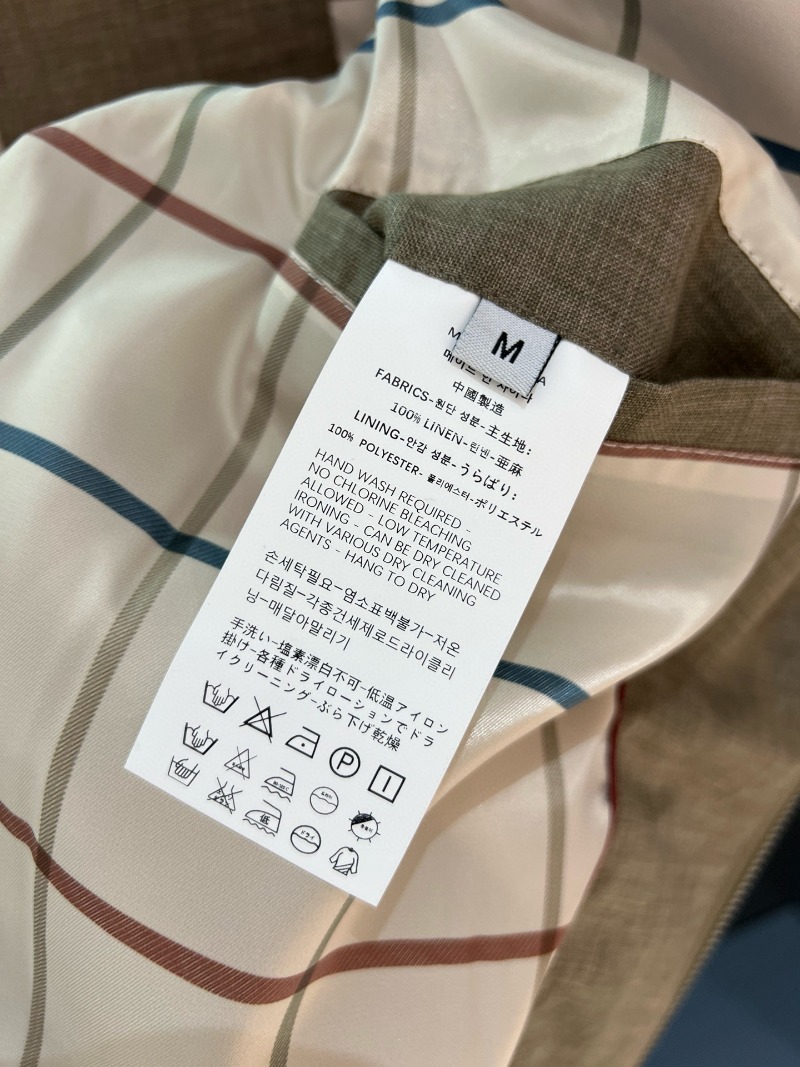 M
中國製造
FABRICS-원단 성분-主生地:
100% LINEN-린넨-亜麻
LINING-안감 성분-うらばり:
100% POLYESTER- 폴리에스터-ポリエステル
HAND WASH REQUIRED -
NO CHLORINE BLEACHING
ALLOWED - LOW TEMPERATURE
IRONING - CAN BE DRY CLEANED
WITH VARIOUS DRY CLEANING
AGENTS - HANG TO DRY
손세탁필요-염소표백불가-저온
다림질-각종건세제로드라이클리
닝-매달아말리기
手洗い-塩素漂白不可-低温アイロン
掛け-各種ドライローションでドラ
イクリーニング-ぶら下げ乾燥
P
低
ドライ